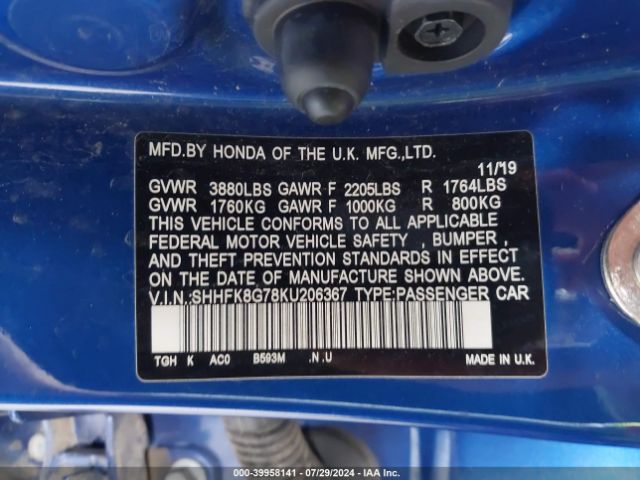 MFD.BY HONDA OF THE U.K. MFG.,LTD.
11/19
GVWR 3880LBS GAWR F 2205LBS R 1764LBS
GVWR 1760KG GAWR F 1000KG R 800KG
THIS VEHICLE CONFORMS TO ALL APPLICABLE
FEDERAL MOTOR VEHICLE SAFETY , BUMPER ,
AND THEFT PREVENTION STANDARDS IN EFFECT
ON THE DATE OF MANUFACTURE SHOWN ABOVE.
V.I.N.:SHHFK8G78KU206367 TYPE:PASSENGER CAR
TGH K AC0 B593M .N.U MADE IN U.K.
000-39958141 - 07/29/2024 - IAA Inc.